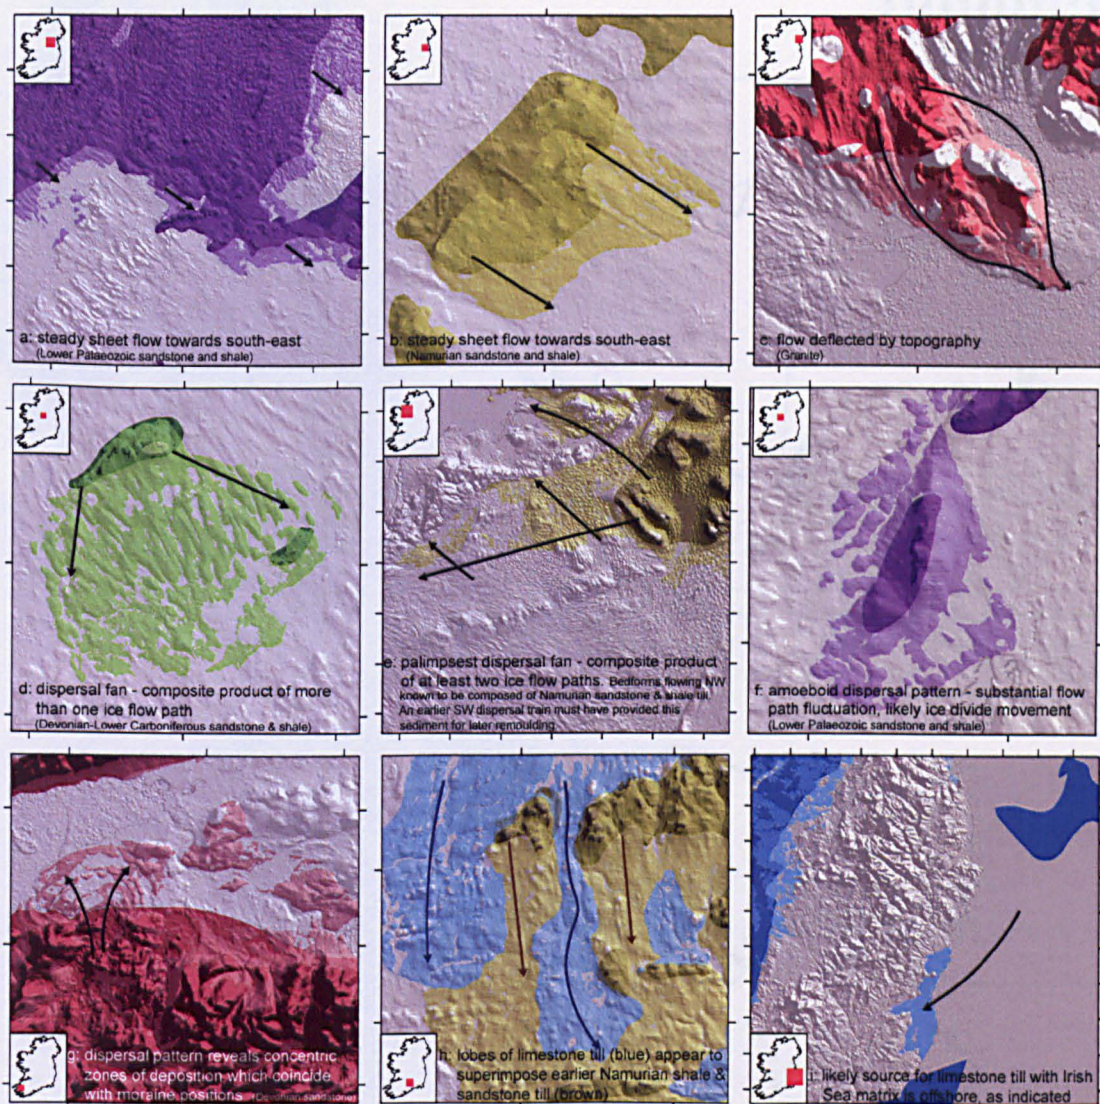 a: steady sheet flow towards south-east
(Lower Palaeozoic sandstone and shale)
b: steady sheet flow towards south-east
(Namurian sandstone and shale)
c: flow deflected by topography
(Granite)
d: dispersal fan - composite product of more
than one ice flow path
(Devonian-Lower Carboniferous sandstone & shale)
e: palimpsest dispersal fan - composite product
of at least two ice flow paths. Bedforms flowing NW
known to be composed of Namurian sandstone & shale till.
An earlier SW dispersal train must have provided this
sediment for later remoulding
f: amoeboid dispersal pattern - substantial flow
path fluctuation, likely ice divide movement
(Lower Palaeozoic sandstone and shale)
g: dispersal pattern reveals concentric
zones of deposition which coincide
with moraine positions (Devonian sandstone)
h: lobes of limestone till (blue) appear to
superimpose earlier Namurian shale &
sandstone till (brown)
i: likely source for limestone till with Irish
Sea matrix is offshore, as indicated